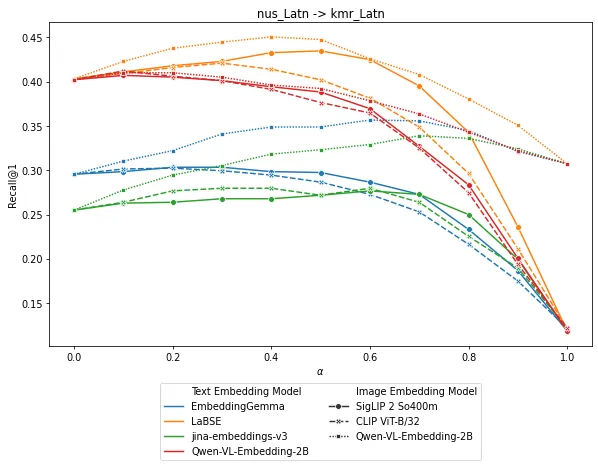 nus_Latn -> kmr_Latn
Recall@1
0.45
0.40
0.35
0.30
0.25
0.20
0.15
0.0 0.2 0.4 0.6 0.8 1.0
α
Text Embedding Model Image Embedding Model
EmbeddingGemma SigLIP 2 So400m
LaBSE CLIP ViT-B/32
jina-embeddings-v3 Qwen-VL-Embedding-2B
Qwen-VL-Embedding-2B